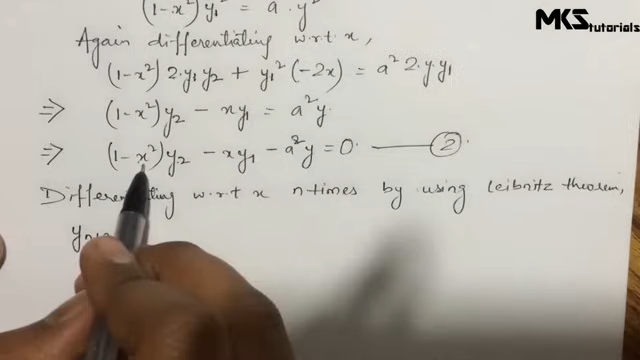 (1-x²) y₁² = a² y²
MKS tutorials
Again differentiating w.r.t x,
(1-x²) 2·y₁y₂ + y₁² (-2x) = a² 2·y·y₁
⇒ (1-x²)y₂ - xy₁ = a²y.
⇒ (1-x²)y₂ - xy₁ - a²y = 0. —— 2.
Differentiating w.r.t x n times by using Leibnitz theorem,